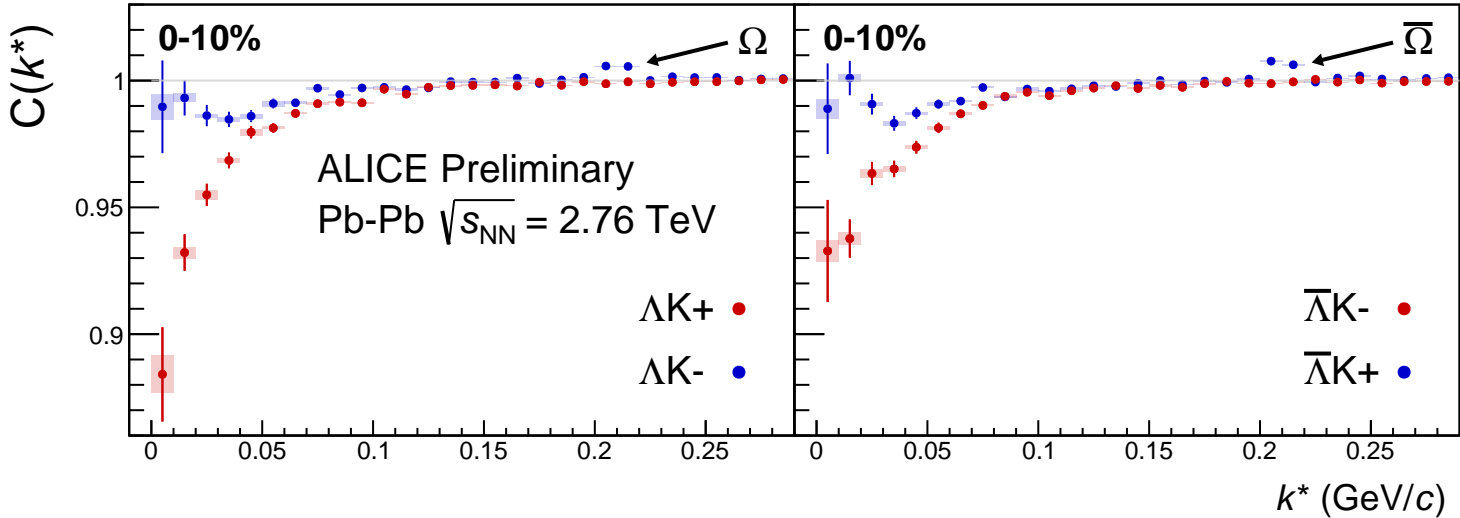 C(k*)
0-10%
Ω
1
0.95
0.9
ALICE Preliminary
Pb-Pb √s_NN = 2.76 TeV
ΛK+
ΛK-
0 0.05 0.1 0.15 0.2 0.25
0-10%
Ω̅
Λ̅K-
Λ̅K+
0 0.05 0.1 0.15 0.2 0.25
k* (GeV/c)